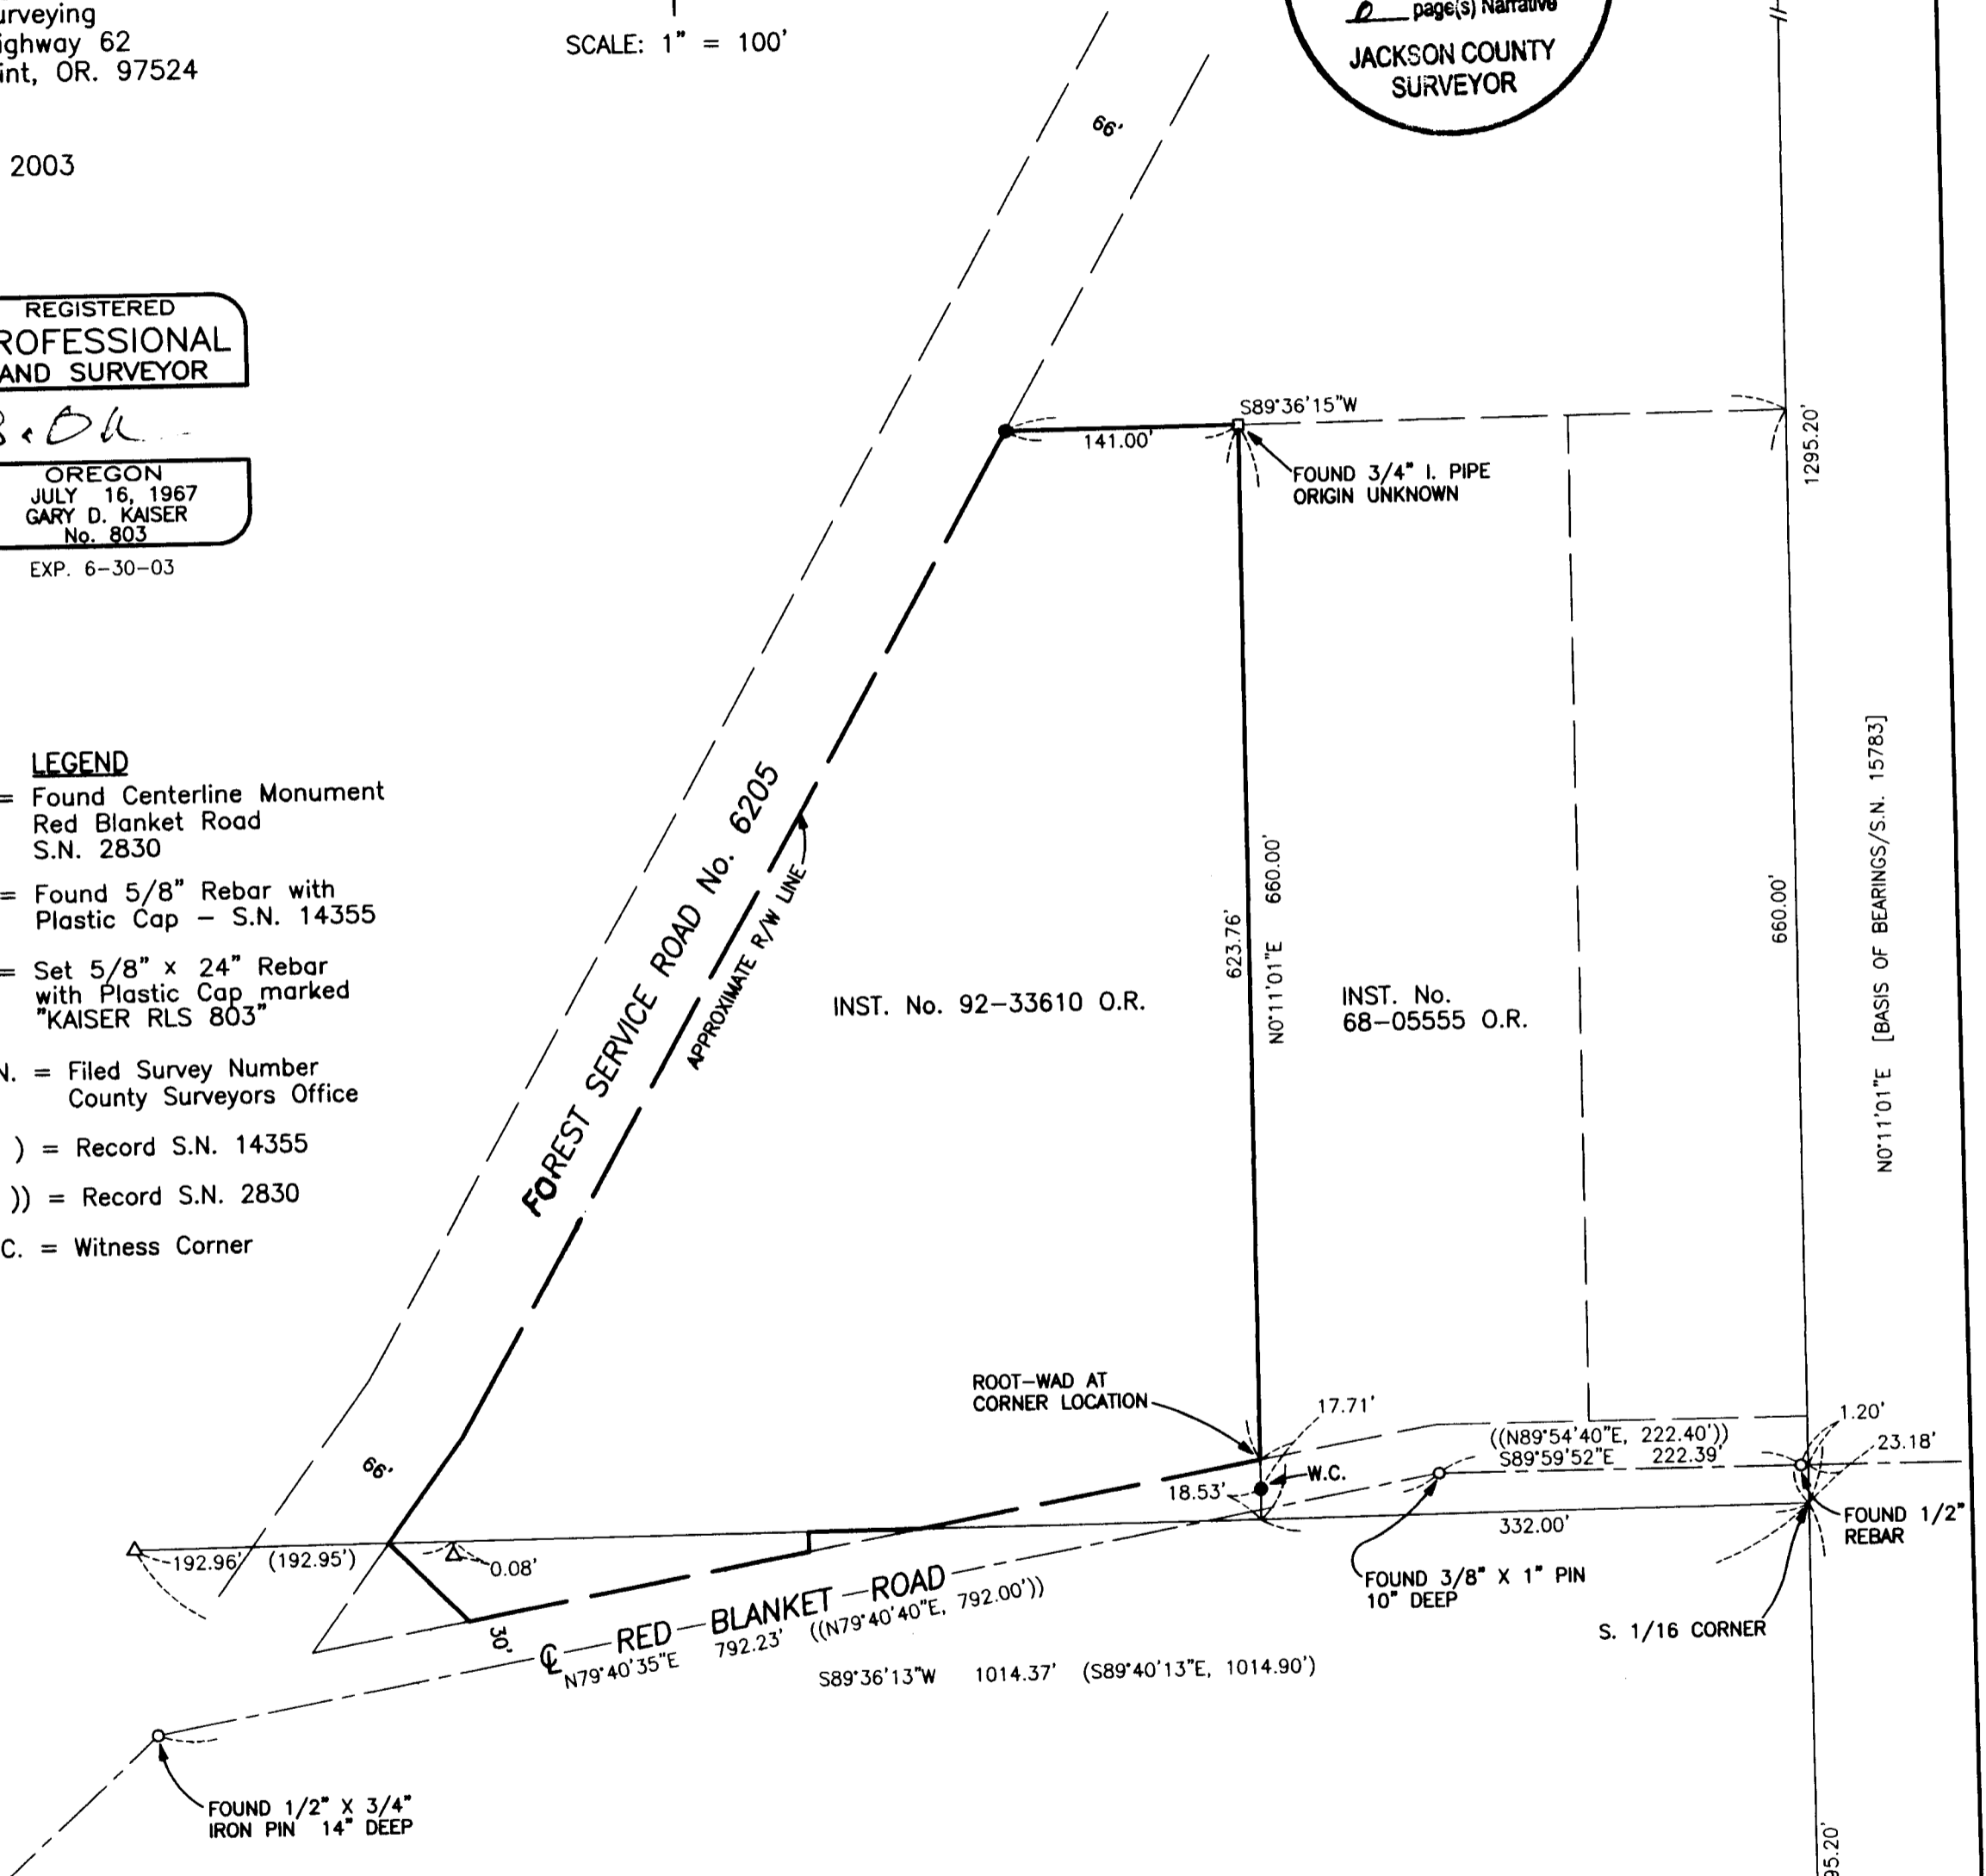 urveying
ighway 62
int, OR. 97524
SCALE: 1" = 100'
page(s) Narrative
JACKSON COUNTY
SURVEYOR
2003
66'
REGISTERED
ROFESSIONAL
AND SURVEYOR
OREGON
JULY 16, 1967
GARY D. KAISER
No. 803
EXP. 6-30-03
S89°36'15"W
141.00'
FOUND 3/4" I. PIPE
ORIGIN UNKNOWN
1295.20'
LEGEND
= Found Centerline Monument
Red Blanket Road
S.N. 2830
= Found 5/8" Rebar with
Plastic Cap – S.N. 14355
= Set 5/8" x 24" Rebar
with Plastic Cap marked
"KAISER RLS 803"
N. = Filed Survey Number
County Surveyors Office
) = Record S.N. 14355
)) = Record S.N. 2830
C. = Witness Corner
FOREST SERVICE ROAD No. 6205
APPROXIMATE R/W LINE
INST. No. 92-33610 O.R.
623.76'
N0°11'01"E 660.00'
INST. No.
68-05555 O.R.
660.00'
N0°11'01"E [BASIS OF BEARINGS/S.N. 15783]
ROOT-WAD AT
CORNER LOCATION
17.71'
((N89°54'40"E, 222.40'))
S89°59'52"E 222.39'
1.20'
23.18'
66'
W.C.
18.53'
332.00'
FOUND 1/2"
REBAR
192.96' (192.95')
0.08'
FOUND 3/8" X 1" PIN
10" DEEP
S. 1/16 CORNER
30'
℄ RED BLANKET ROAD
N79°40'35"E 792.23' ((N79°40'40"E, 792.00'))
S89°36'13"W 1014.37' (S89°40'13"E, 1014.90')
FOUND 1/2" X 3/4"
IRON PIN 14" DEEP
95.20'